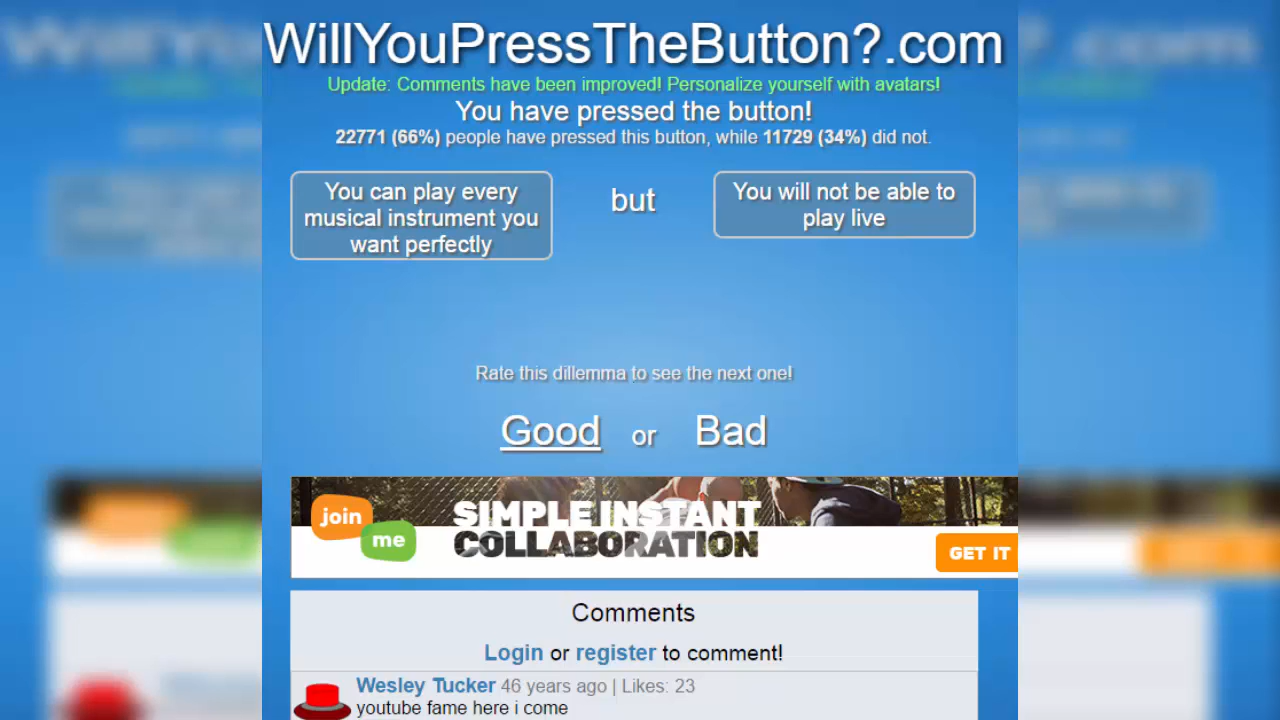 WillYouPressTheButton?.com
Update: Comments have been improved! Personalize yourself with avatars!
You have pressed the button!
22771 (66%) people have pressed this button, while 11729 (34%) did not.
You can play every
musical instrument you
want perfectly
but
You will not be able to
play live
Rate this dillemma to see the next one!
Good or Bad
join
me
SIMPLE INSTANT
COLLABORATION
GET IT
Comments
Login or register to comment!
Wesley Tucker 46 years ago | Likes: 23
youtube fame here i come